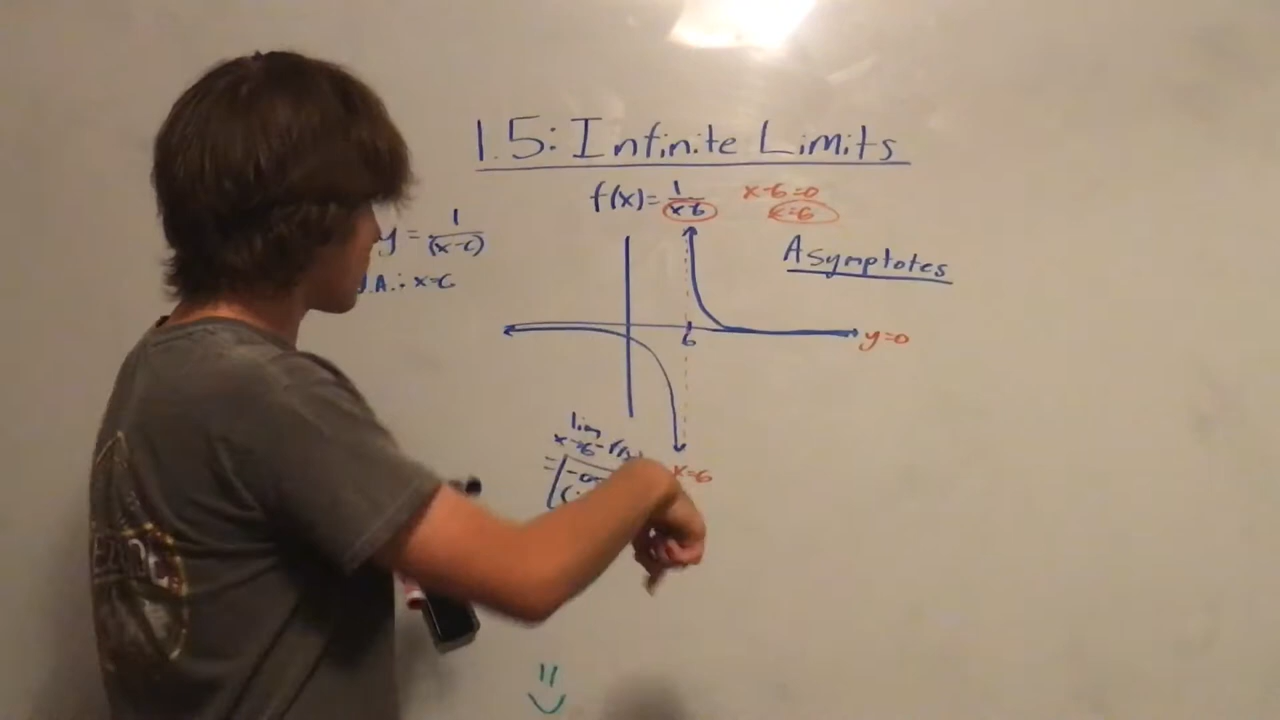 1.5: Infinite Limits
f(x)=1/(x-6)
x-6=0
x=6
y=1/(x-6)
.A.: x=6
Asymptotes
6
y=0
lim
x→6⁻ f(x)
= -∞
x=6